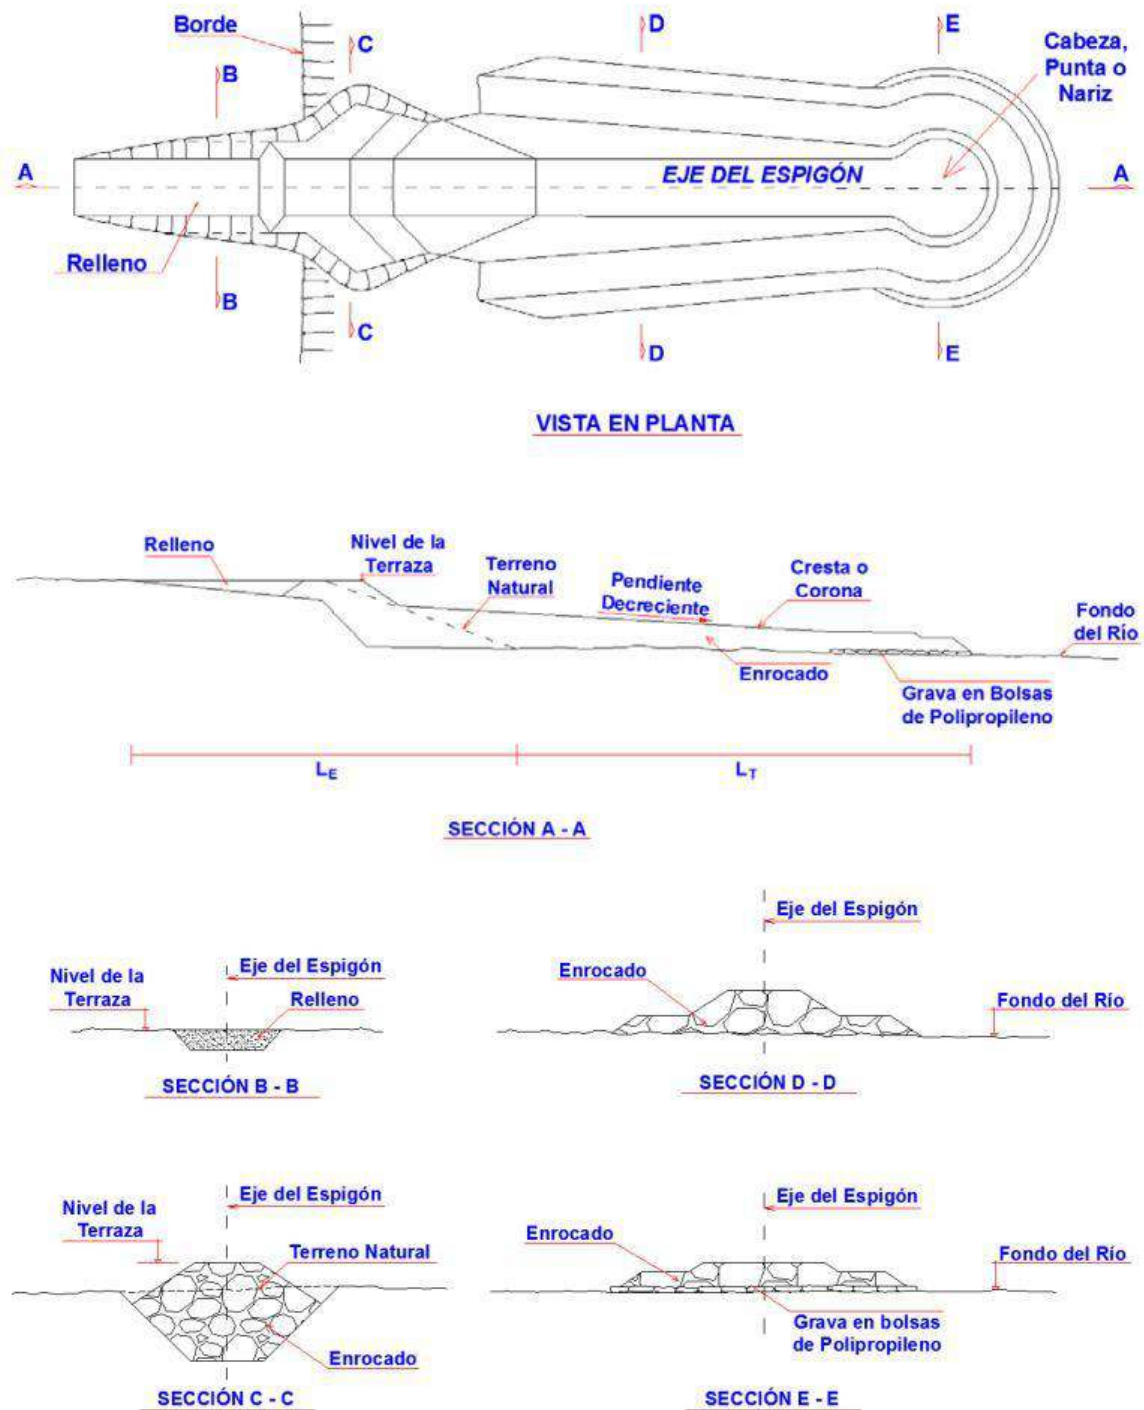 Borde
B
C
D
E
Cabeza,
Punta o
Nariz
A
EJE DEL ESPIGÓN
A
Relleno
B
C
D
E
VISTA EN PLANTA
Relleno
Nivel de la
Terraza
Terreno
Natural
Pendiente
Decreciente
Cresta o
Corona
Fondo
del Río
Enrocado
Grava en Bolsas
de Polipropileno
LE
LT
SECCIÓN A - A
Nivel de la
Terraza
Eje del Espigón
Relleno
SECCIÓN B - B
Eje del Espigón
Enrocado
Fondo del Río
SECCIÓN D - D
Nivel de la
Terraza
Eje del Espigón
Terreno Natural
Enrocado
SECCIÓN C - C
Eje del Espigón
Enrocado
Fondo del Río
Grava en bolsas
de Polipropileno
SECCIÓN E - E